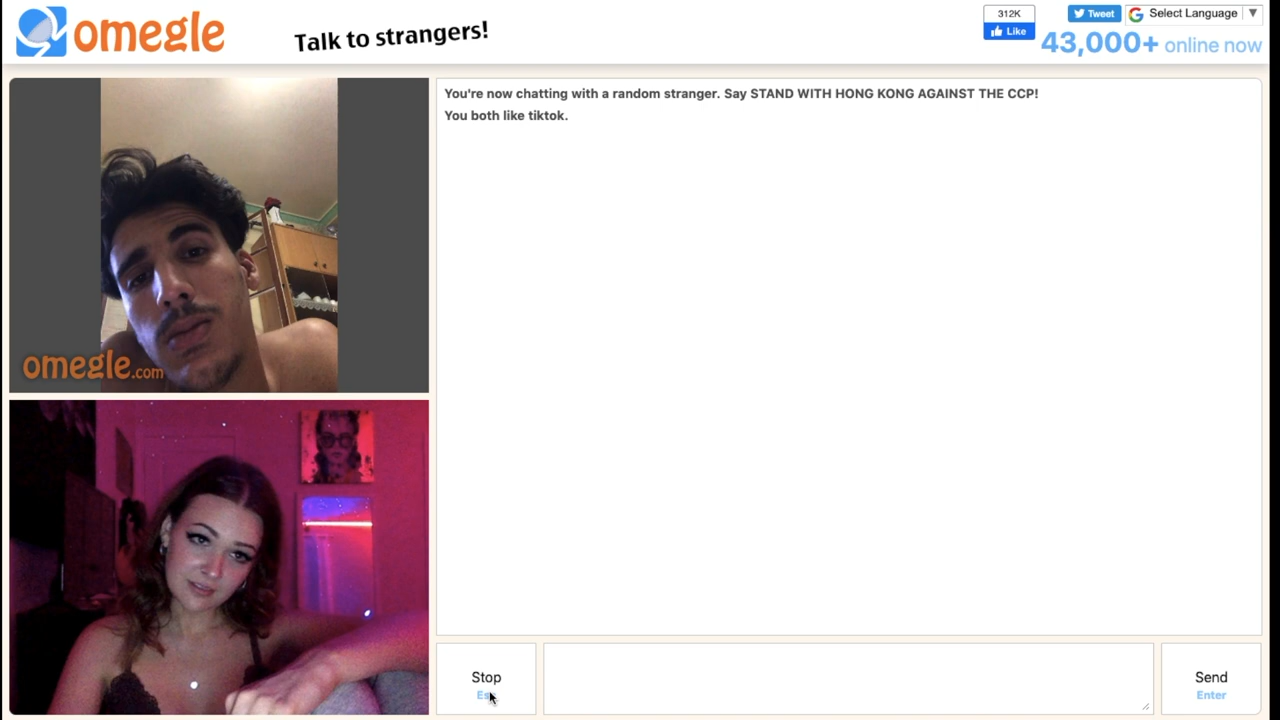 omegle
Talk to strangers!
312K
Like
Tweet
Select Language
43,000+ online now
You're now chatting with a random stranger. Say STAND WITH HONG KONG AGAINST THE CCP!
You both like tiktok.
omegle.com
Stop
Send
Enter